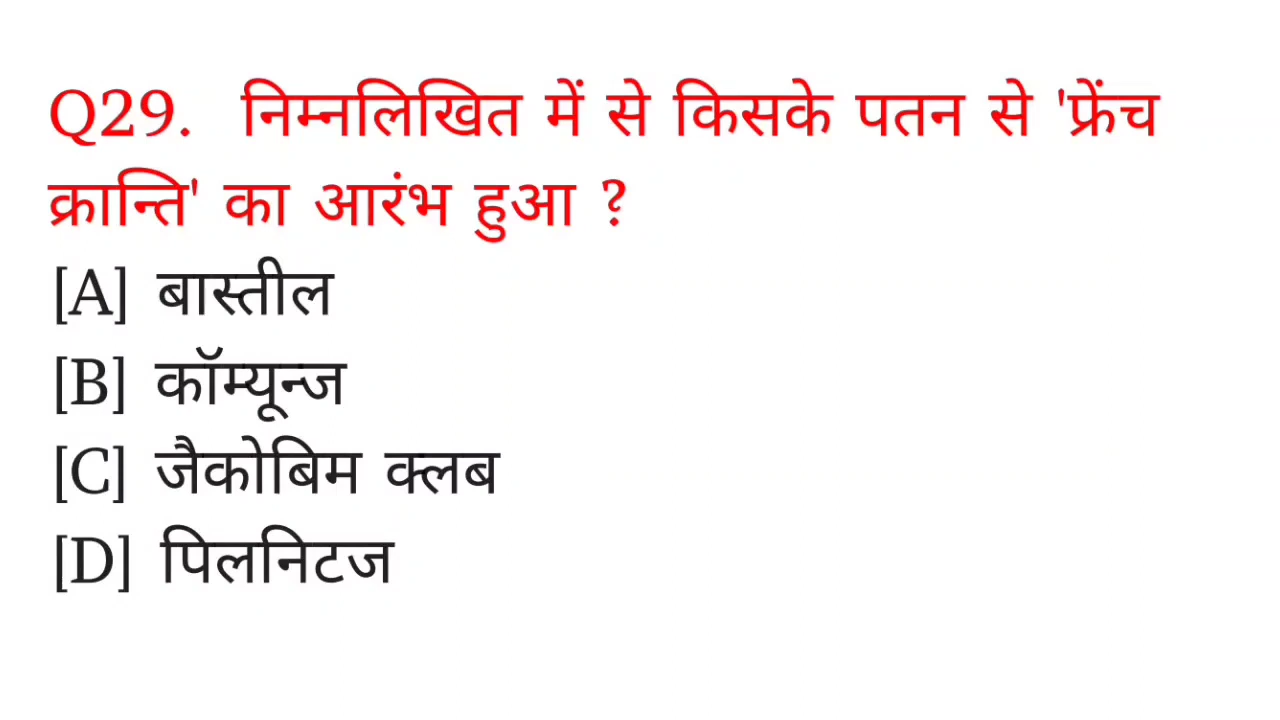 Q29. निम्नलिखित में से किसके पतन से 'फ्रेंच
क्रान्ति' का आरंभ हुआ ?
[A] बास्तील
[B] कॉम्यून्ज
[C] जैकोबिम क्लब
[D] पिलनिटज